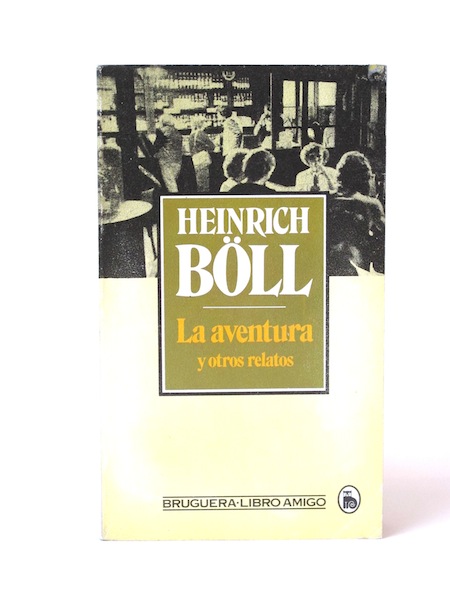 HEINRICH
BÖLL
La aventura
y otros relatos
BRUGUERA·LIBRO AMIGO